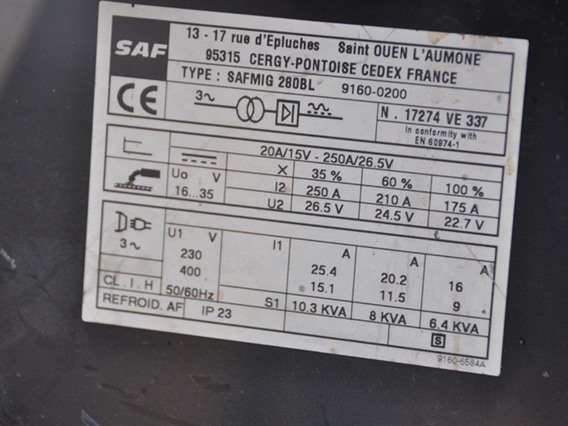 SAF
13 - 17 rue d'Epluches Saint OUEN L'AUMONE
95315 CERGY-PONTOISE CEDEX FRANCE
TYPE : SAFMIG 280BL 9160-0200
CE
3~
N . 17274 VE 337
In conformity with
EN 60974-1
20A/15V - 250A/26.5V
Uo V
16...35
X 35 % 60 % 100 %
I2 250 A 210 A 175 A
U2 26.5 V 24.5 V 22.7 V
3~
U1 V
230
400
50/60Hz
I1 A A A
25.4 20.2 16
15.1 11.5 9
S1 10.3 KVA 8 KVA 6.4 KVA
CL . I . H
REFROID. AF IP 23
S
9160-6584A